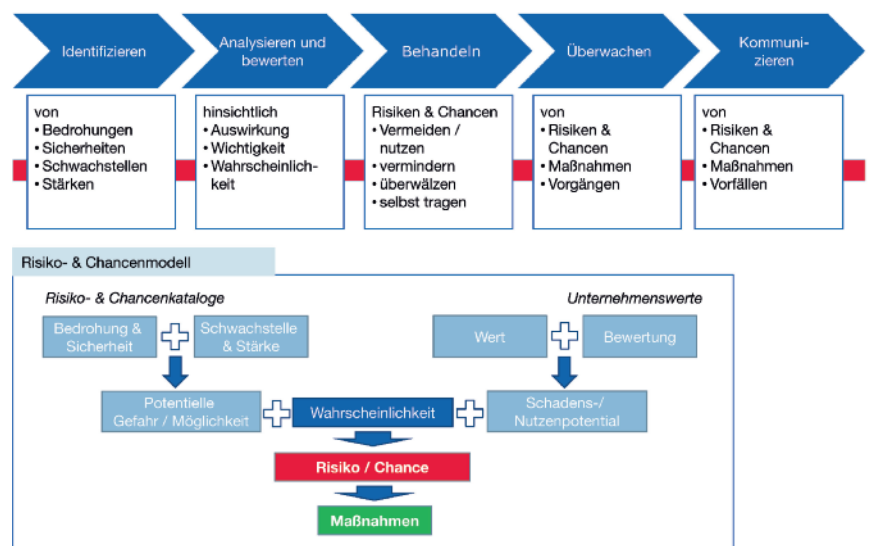 Identifizieren
Analysieren und
bewerten
Behandeln
Überwachen
Kommuni-
zieren
von
• Bedrohungen
• Sicherheiten
• Schwachstellen
• Stärken
hinsichtlich
• Auswirkung
• Wichtigkeit
• Wahrscheinlich-
keit
Risiken & Chancen
• Vermeiden /
nutzen
• vermindern
• überwälzen
• selbst tragen
von
• Risiken &
Chancen
• Maßnahmen
• Vorgängen
von
• Risiken &
Chancen
• Maßnahmen
• Vorfällen
Risiko- & Chancenmodell
Risiko- & Chancenkataloge
Unternehmenswerte
Bedrohung &
Sicherheit
Schwachstelle
& Stärke
Wert
Bewertung
Potentielle
Gefahr / Möglichkeit
Wahrscheinlichkeit
Schadens-/
Nutzenpotential
Risiko / Chance
Maßnahmen